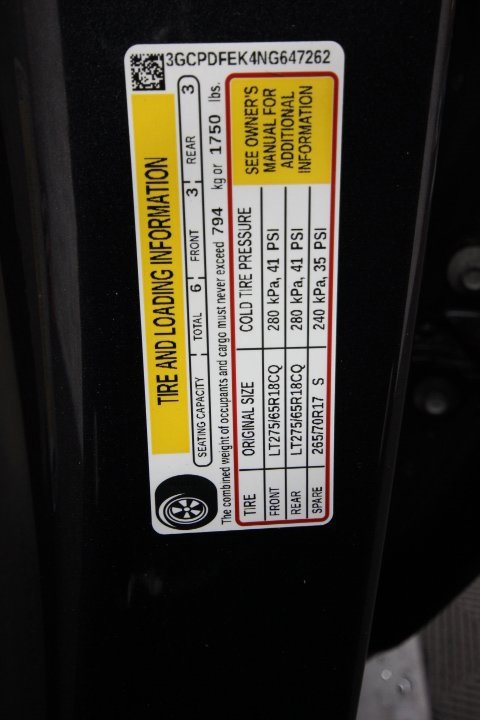 3GCPDFEK4NG647262
TIRE AND LOADING INFORMATION
SEATING CAPACITY TOTAL 6 FRONT 3 REAR 3
The combined weight of occupants and cargo must never exceed 794 kg or 1750 lbs.
TIRE ORIGINAL SIZE COLD TIRE PRESSURE
FRONT LT275/65R18CQ 280 kPa, 41 PSI
REAR LT275/65R18CQ 280 kPa, 41 PSI
SPARE 265/70R17 S 240 kPa, 35 PSI
SEE OWNER'S
MANUAL FOR
ADDITIONAL
INFORMATION